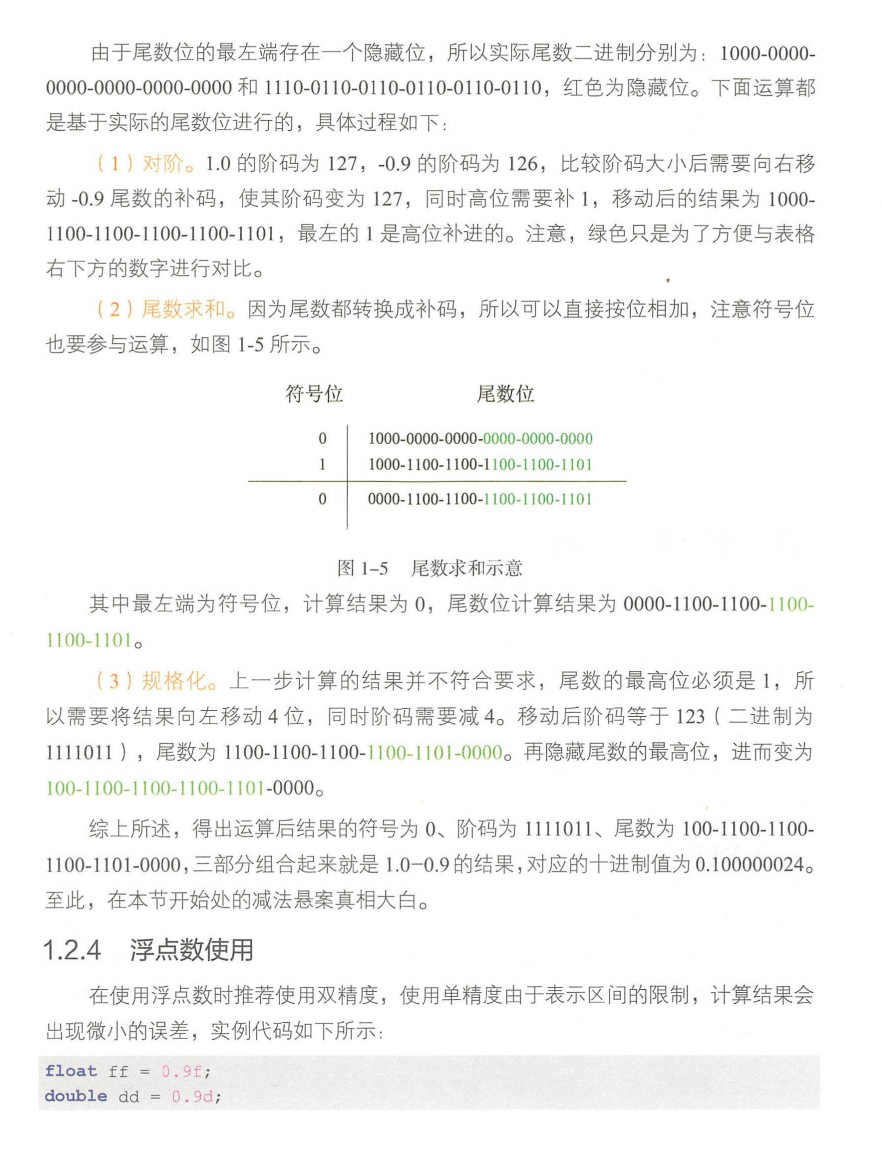 由于尾数位的最左端存在一个隐藏位，所以实际尾数二进制分别为：1000-0000-
0000-0000-0000-0000 和 1110-0110-0110-0110-0110-0110，红色为隐藏位。下面运算都
是基于实际的尾数位进行的，具体过程如下：
（1）对阶。1.0 的阶码为 127，-0.9 的阶码为 126，比较阶码大小后需要向右移
动 -0.9 尾数的补码，使其阶码变为 127，同时高位需要补 1，移动后的结果为 1000-
1100-1100-1100-1100-1101，最左的 1 是高位补进的。注意，绿色只是为了方便与表格
右下方的数字进行对比。
（2）尾数求和。因为尾数都转换成补码，所以可以直接按位相加，注意符号位
也要参与运算，如图 1-5 所示。
符号位 尾数位
0 1000-0000-0000-0000-0000-0000
1 1000-1100-1100-1100-1100-1101
0 0000-1100-1100-1100-1100-1101
图 1-5 尾数求和示意
其中最左端为符号位，计算结果为 0，尾数位计算结果为 0000-1100-1100-1100-
1100-1101。
（3）规格化。上一步计算的结果并不符合要求，尾数的最高位必须是 1，所
以需要将结果向左移动 4 位，同时阶码需要减 4。移动后阶码等于 123（二进制为
1111011），尾数为 1100-1100-1100-1100-1101-0000。再隐藏尾数的最高位，进而变为
100-1100-1100-1100-1101-0000。
综上所述，得出运算后结果的符号为 0、阶码为 1111011、尾数为 100-1100-1100-
1100-1101-0000，三部分组合起来就是 1.0−0.9 的结果，对应的十进制值为 0.100000024。
至此，在本节开始处的减法悬案真相大白。
1.2.4 浮点数使用
在使用浮点数时推荐使用双精度，使用单精度由于表示区间的限制，计算结果会
出现微小的误差，实例代码如下所示：
float ff = 0.9f;
double dd = 0.9d;